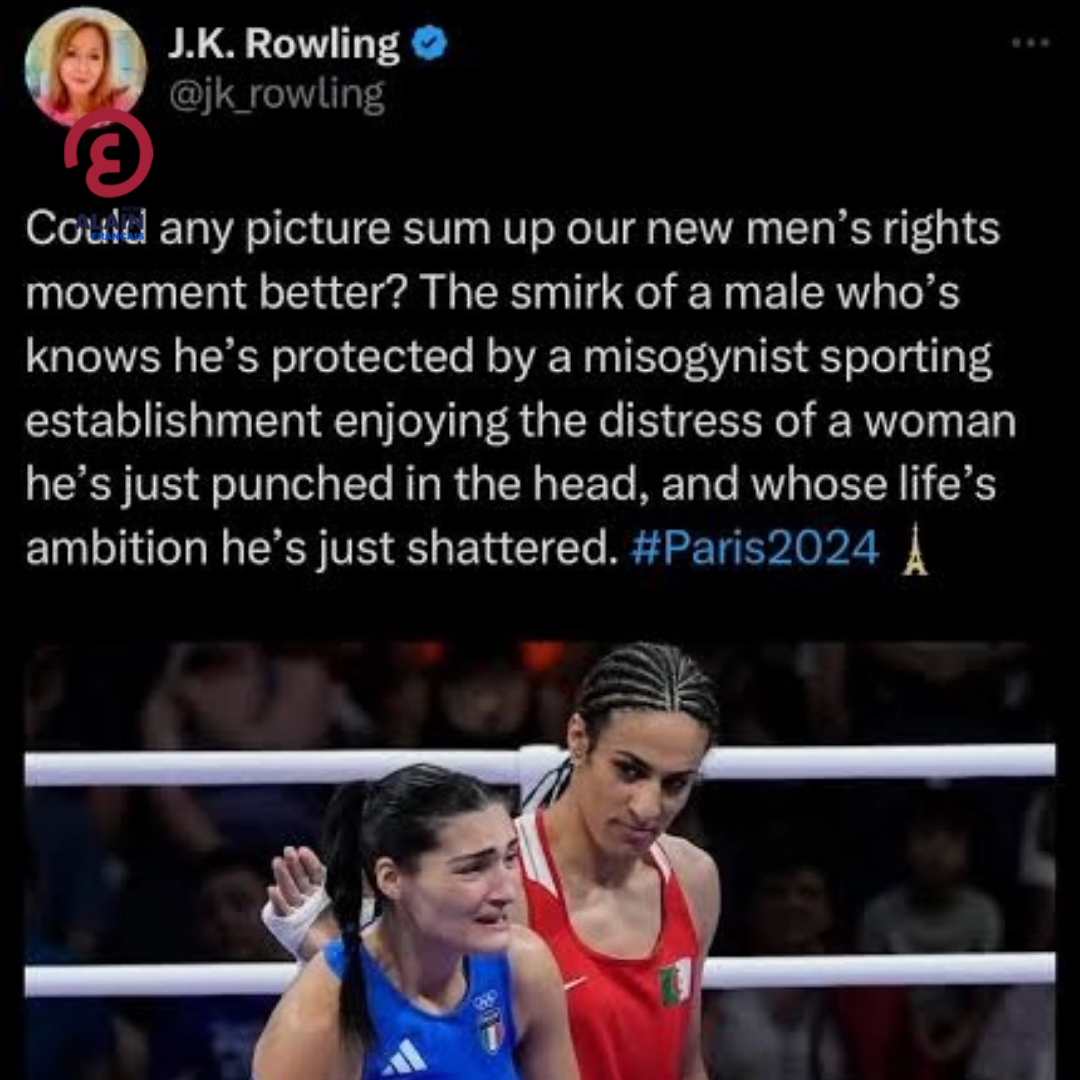 J.K. Rowling
@jk_rowling
any picture sum up our new men's rights
movement better? The smirk of a male who's
knows he's protected by a misogynist sporting
establishment enjoying the distress of a woman
he's just punched in the head, and whose life's
ambition he's just shattered. #Paris2024